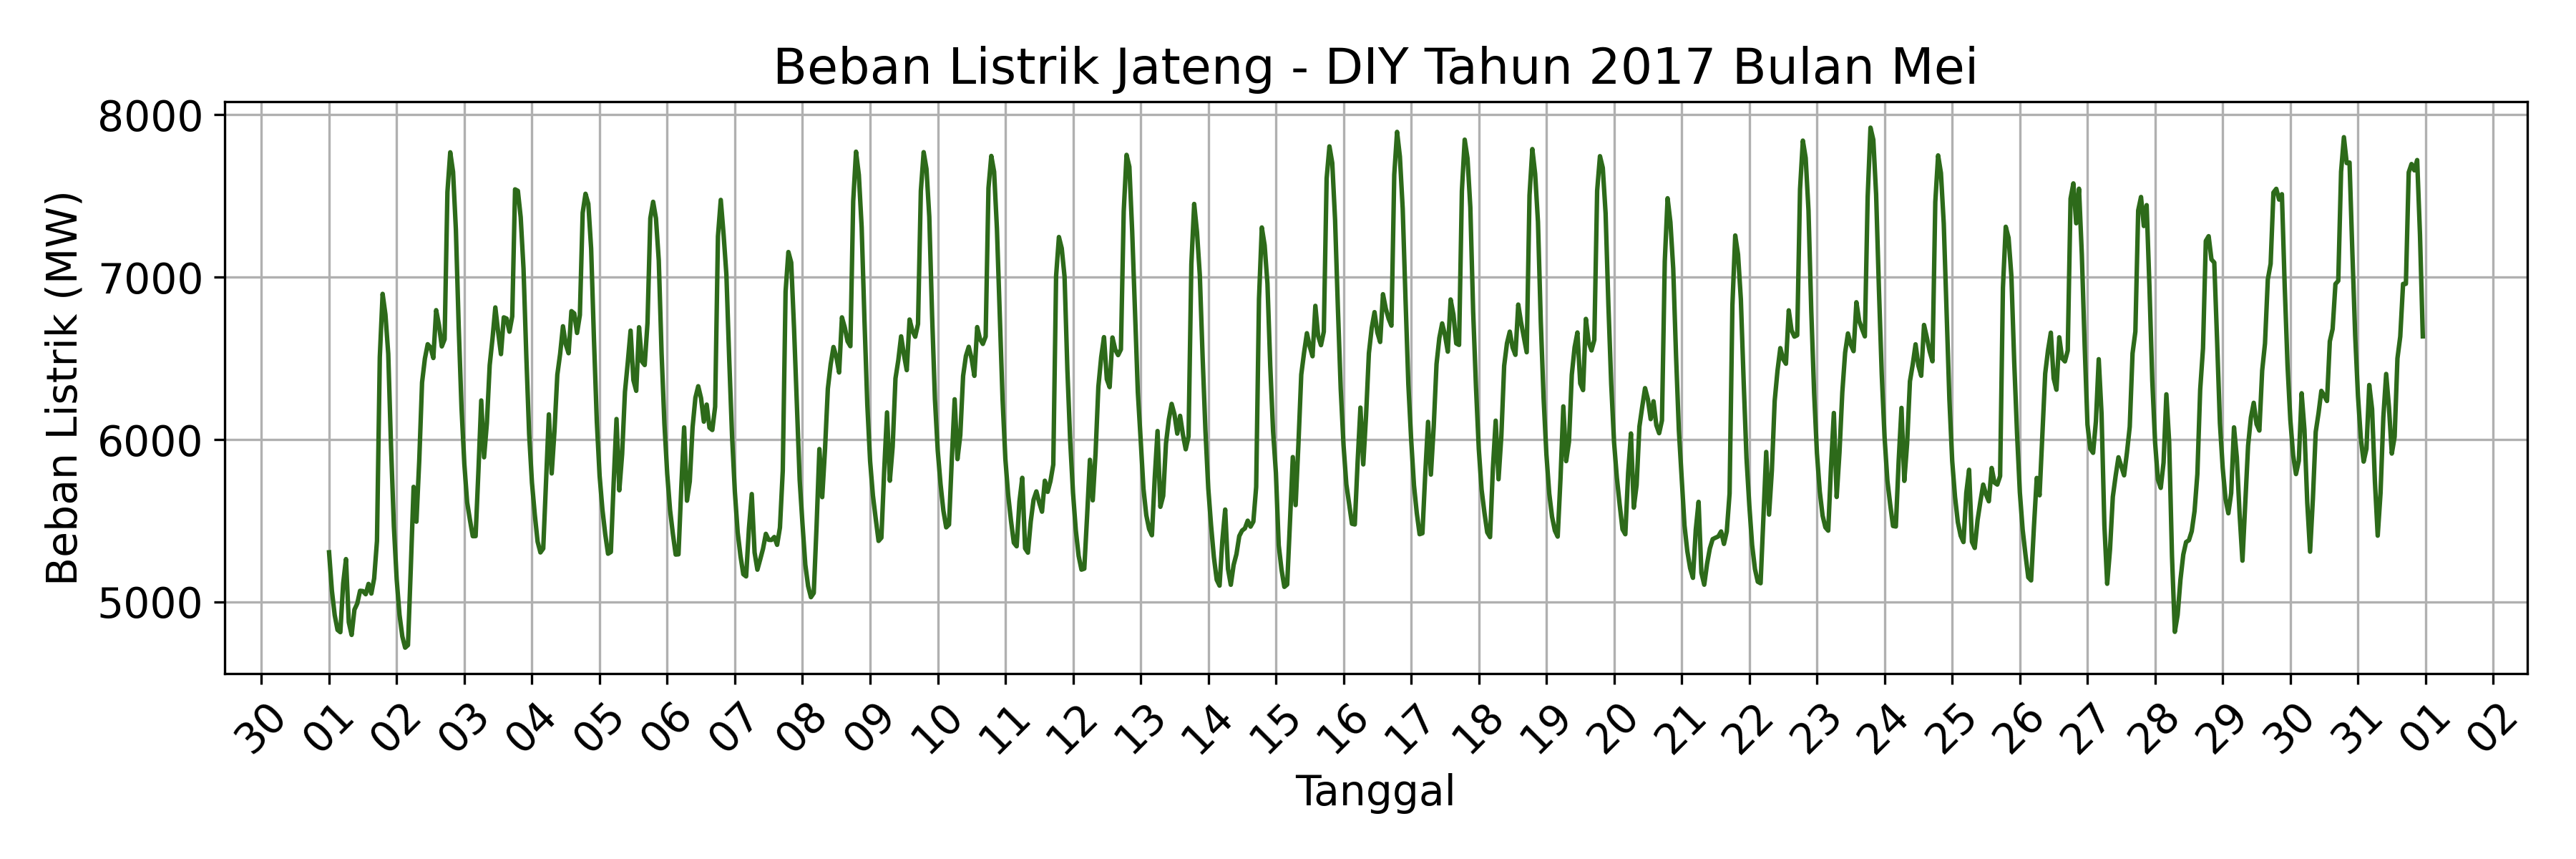 Beban Listrik Jateng - DIY Tahun 2017 Bulan Mei
8000
7000
6000
5000
Beban Listrik (MW)
30 01 02 03 04 05 06 07 08 09 10 11 12 13 14 15 16 17 18 19 20 21 22 23 24 25 26 27 28 29 30 31 01 02
Tanggal